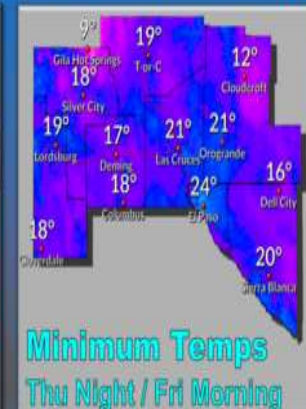 9°
Gila Hot Springs
19°
T-or-C
12°
Cloudcroft
18°
Silver City
19°
Lordsburg
17°
Deming
21°
Las Cruces
21°
Orogrande
18°
Columbus
24°
El Paso
16°
Dell City
18°
Cloverdale
20°
Sierra Blanca
Minimum Temps
Thu Night / Fri Morning